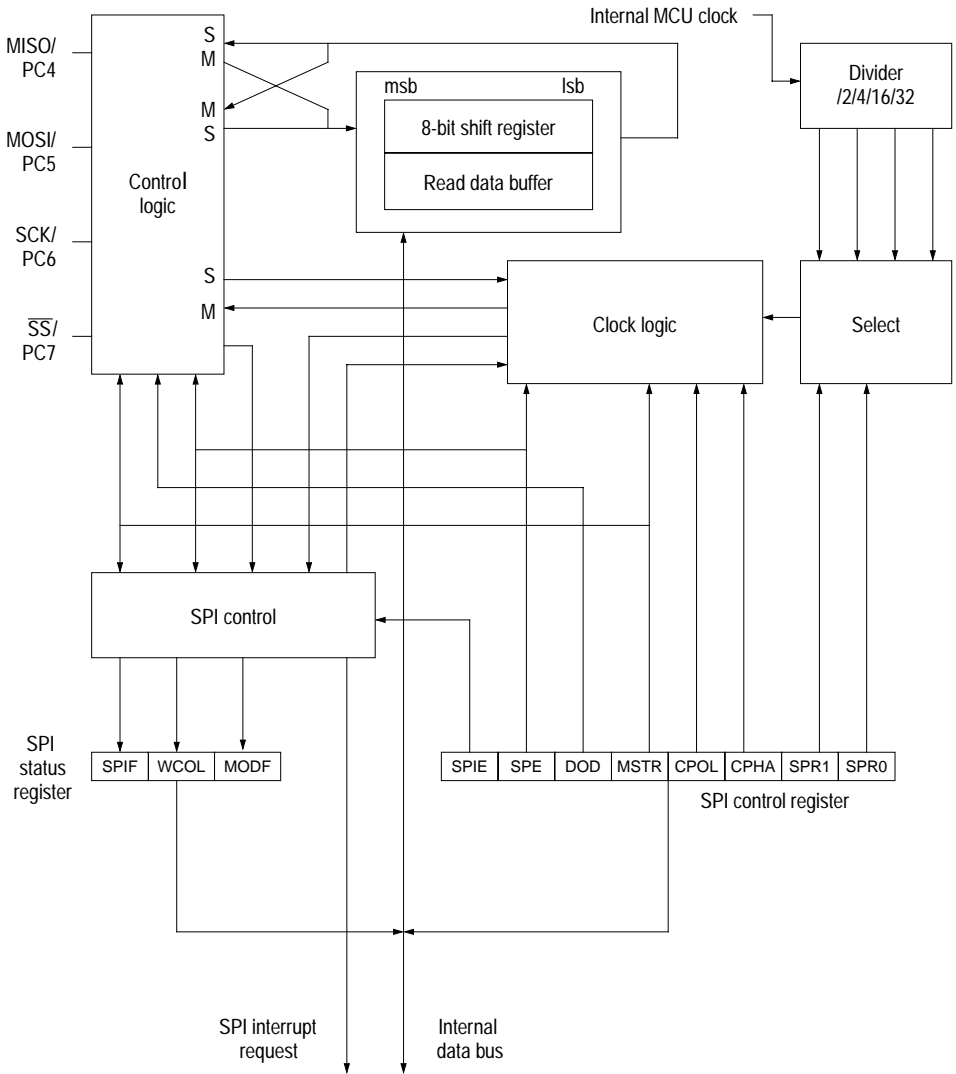 Internal MCU clock
MISO/
PC4
S
M
M
S
msb
lsb
8-bit shift register
Read data buffer
Divider
/2/4/16/32
MOSI/
PC5
Control
logic
SCK/
PC6
S
M
SS/
PC7
Clock logic
Select
SPI control
SPI
status
register
SPIF
WCOL
MODF
SPIE
SPE
DOD
MSTR
CPOL
CPHA
SPR1
SPR0
SPI control register
SPI interrupt
request
Internal
data bus